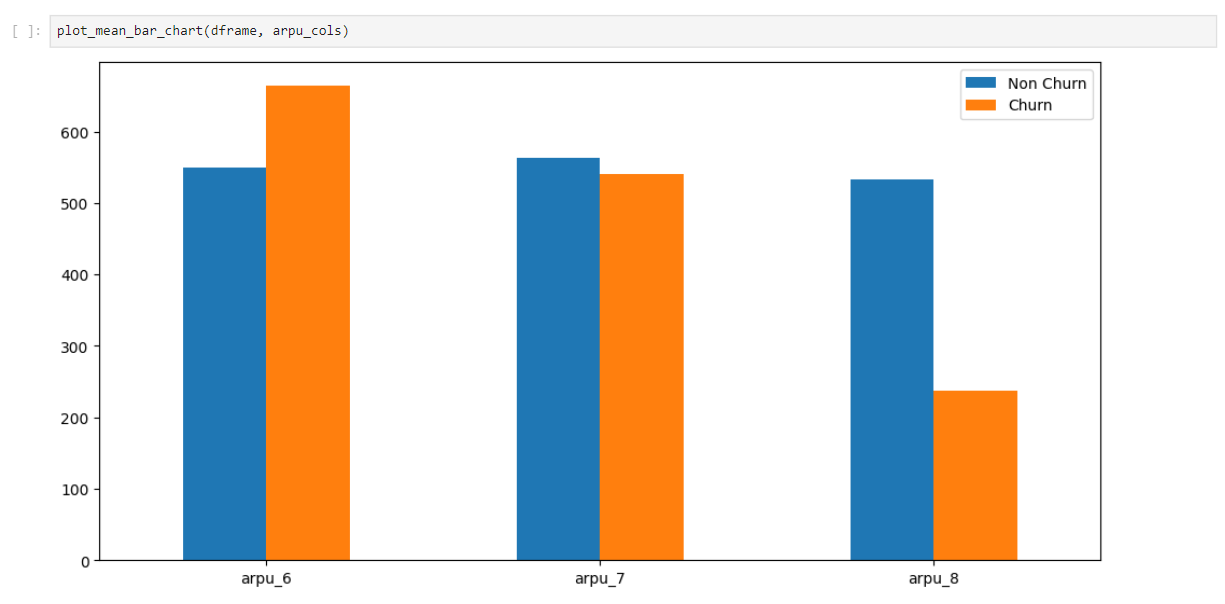 [ ]: plot_mean_bar_chart(dframe, arpu_cols)
Non Churn
Churn
600
500
400
300
200
100
0
arpu_6 arpu_7 arpu_8